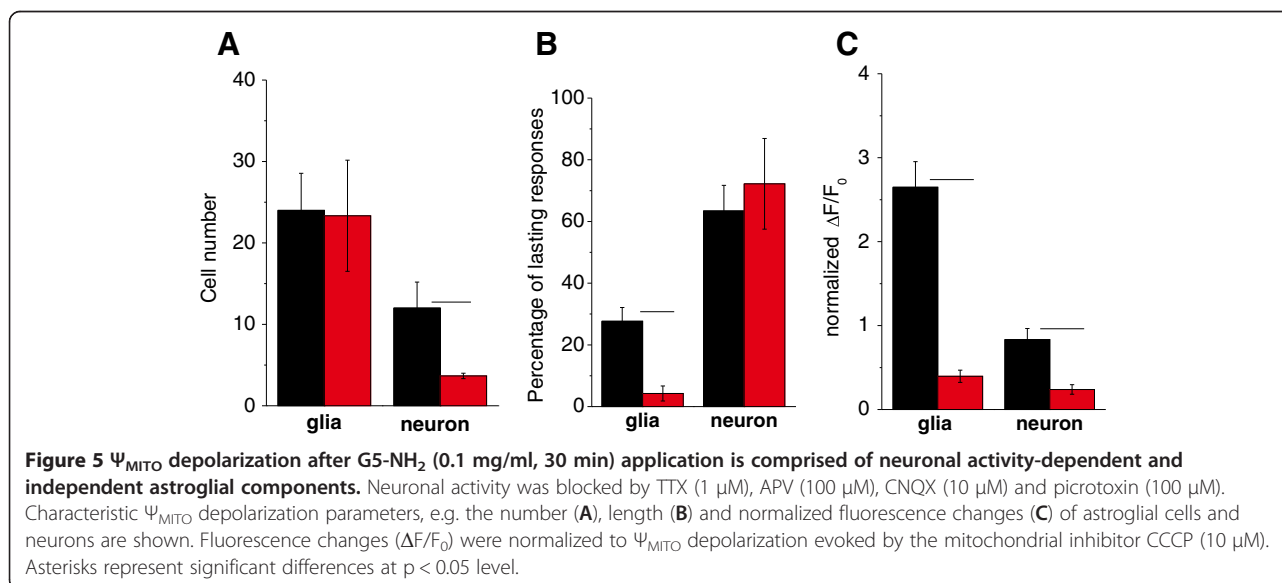 A
B
C
40
30
20
10
0
Cell number
glia
neuron
100
80
60
40
20
0
Percentage of lasting responses
glia
neuron
4
3
2
1
0
normalized ΔF/F₀
glia
neuron
Figure 5 Ψ_MITO depolarization after G5-NH₂ (0.1 mg/ml, 30 min) application is comprised of neuronal activity-dependent and
independent astroglial components. Neuronal activity was blocked by TTX (1 μM), APV (100 μM), CNQX (10 μM) and picrotoxin (100 μM).
Characteristic Ψ_MITO depolarization parameters, e.g. the number (A), length (B) and normalized fluorescence changes (C) of astroglial cells and
neurons are shown. Fluorescence changes (ΔF/F₀) were normalized to Ψ_MITO depolarization evoked by the mitochondrial inhibitor CCCP (10 μM).
Asterisks represent significant differences at p < 0.05 level.